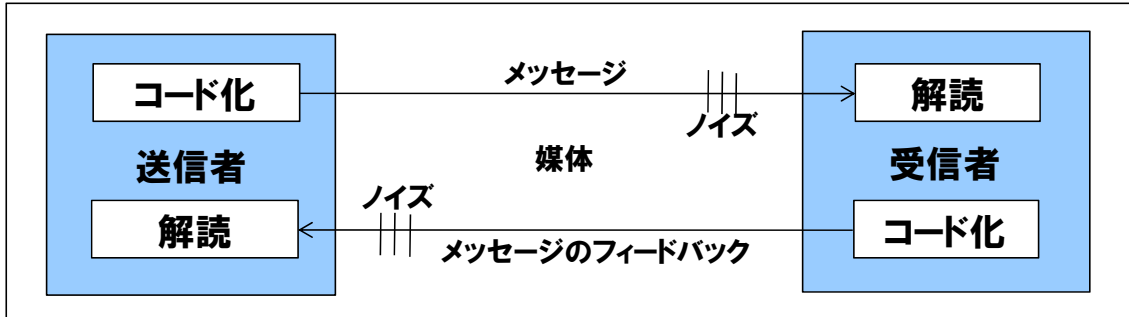 コード化
メッセージ
解読
ノイズ
送信者
媒体
受信者
ノイズ
解読
メッセージのフィードバック
コード化